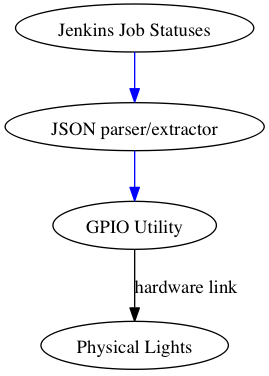 Jenkins Job Statuses
JSON parser/extractor
GPIO Utility
hardware link
Physical Lights